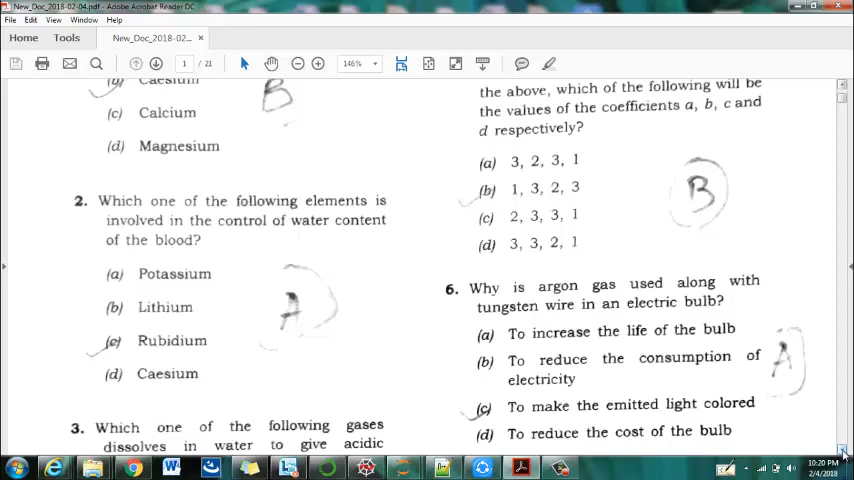 New_Doc_2018-02-04.pdf - Adobe Acrobat Reader DC
File Edit View Window Help
Home Tools New_Doc_2018-02-04... ×
1 / 21 146%
(b) Caesium
B
(c) Calcium
(d) Magnesium
2. Which one of the following elements is
involved in the control of water content
of the blood?
(a) Potassium
(b) Lithium
A
(c) Rubidium
(d) Caesium
3. Which one of the following gases
dissolves in water to give acidic
the above, which of the following will be
the values of the coefficients a, b, c and
d respectively?
(a) 3, 2, 3, 1
(b) 1, 3, 2, 3
B
(c) 2, 3, 3, 1
(d) 3, 3, 2, 1
6. Why is argon gas used along with
tungsten wire in an electric bulb?
(a) To increase the life of the bulb
(b) To reduce the consumption of
electricity
A
(c) To make the emitted light colored
(d) To reduce the cost of the bulb
10:20 PM
2/4/2018